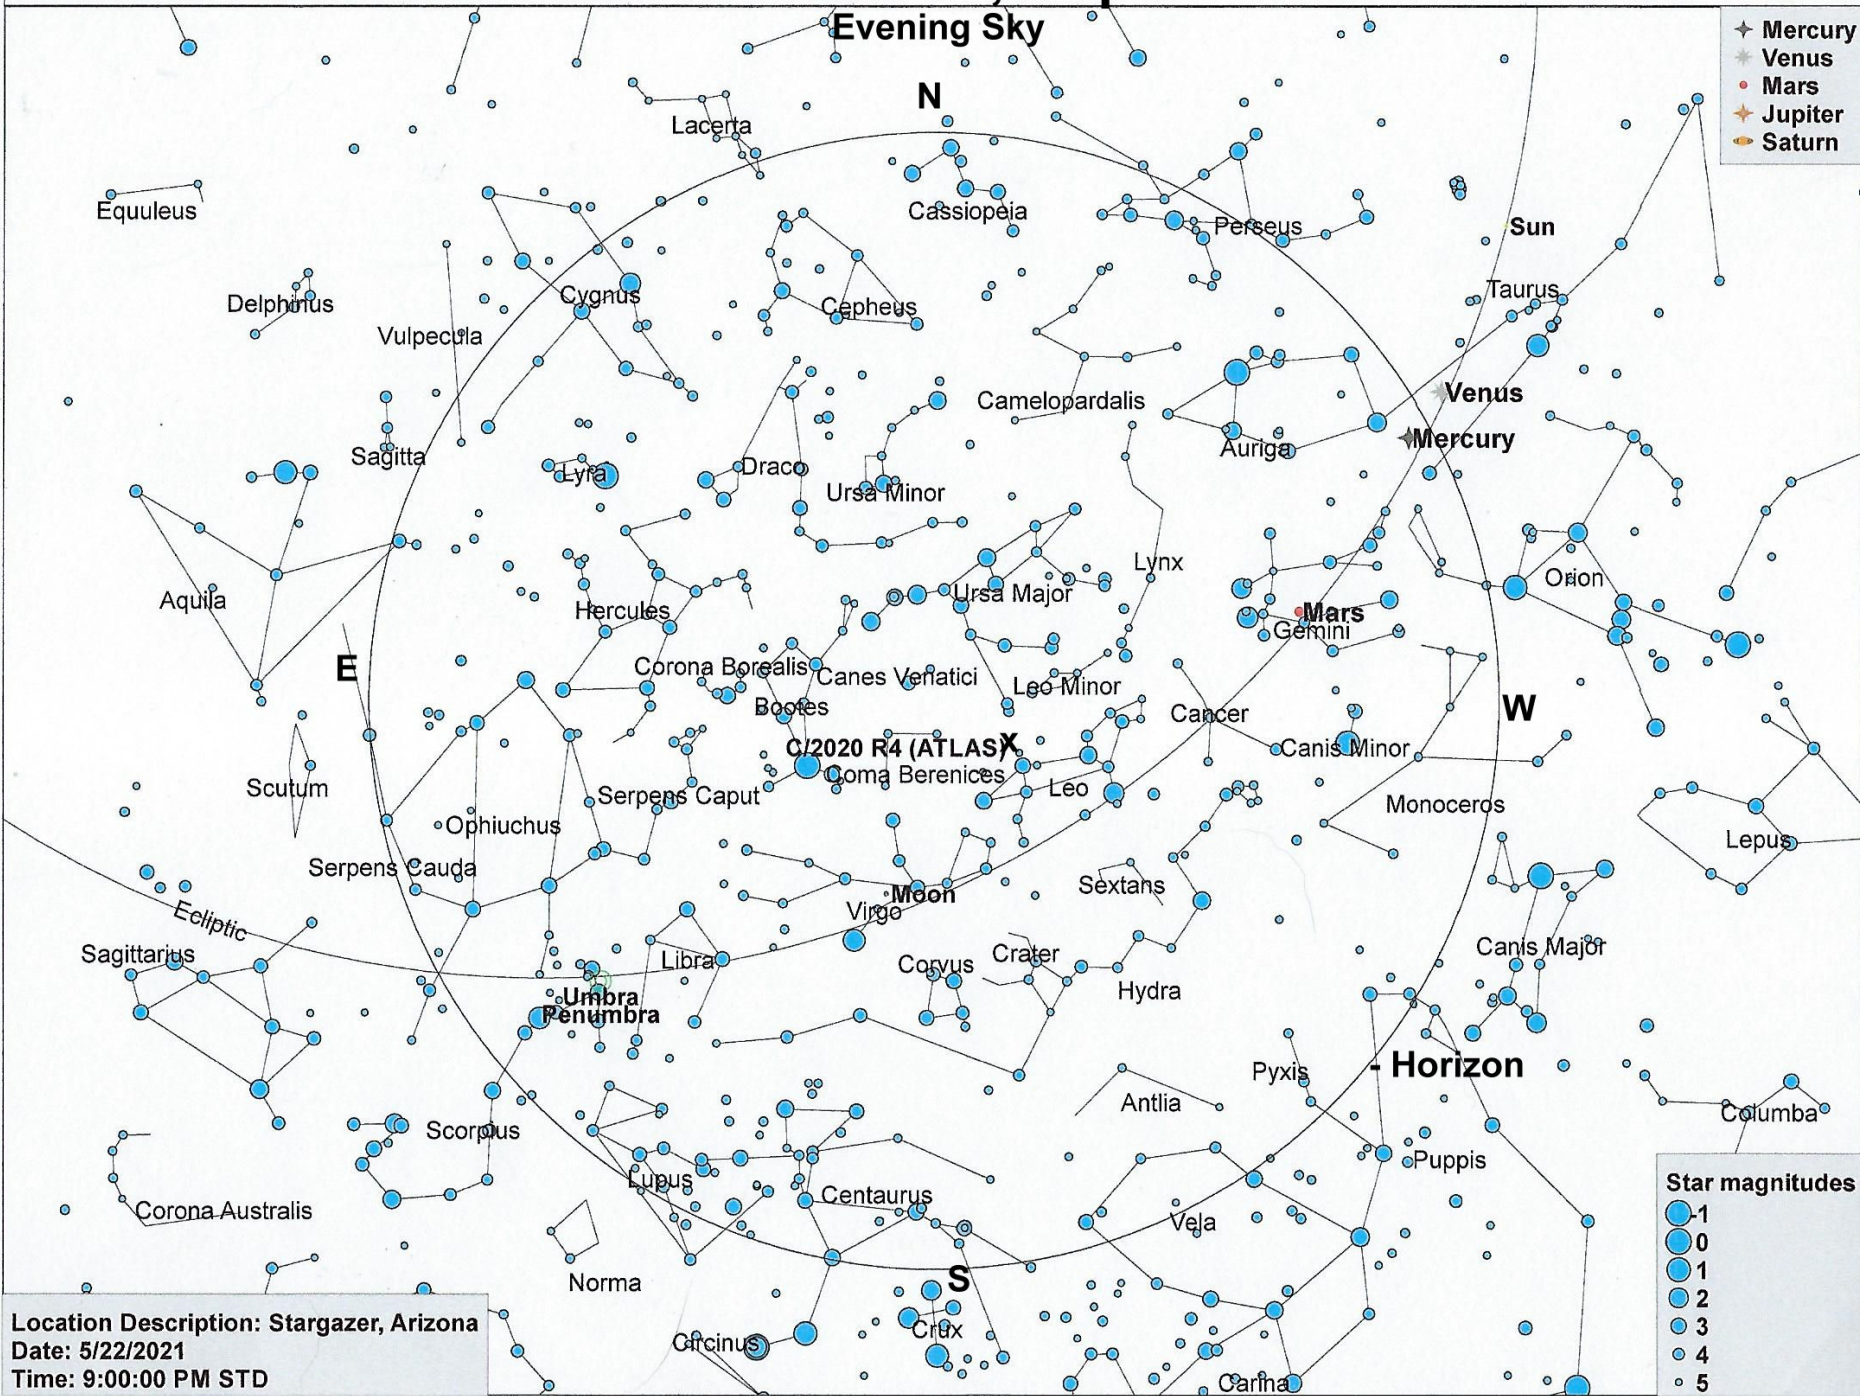 Evening Sky
Mercury
Venus
Mars
Jupiter
Saturn
N
Lacerta
Equuleus
Cassiopeia
Perseus
Sun
Taurus
Delphinus
Cygnus
Cepheus
Vulpecula
Camelopardalis
Venus
Mercury
Auriga
Sagitta
Lyra
Draco
Ursa Minor
Lynx
Orion
Aquila
Hercules
Ursa Major
Mars
Gemini
E
Corona Borealis
Canes Venatici
Leo Minor
Bootes
Cancer
W
C/2020 R4 (ATLAS)
X
Canis Minor
Coma Berenices
Leo
Scutum
Serpens Caput
Monoceros
Ophiuchus
Lepus
Serpens Cauda
Sextans
Moon
Virgo
Ecliptic
Sagittarius
Libra
Corvus
Crater
Hydra
Canis Major
Umbra
Penumbra
- Horizon
Pyxis
Antlia
Columba
Scorpius
Puppis
Lupus
Centaurus
Corona Australis
Vela
Norma
S
Crux
Circinus
Carina
Star magnitudes
-1
0
1
2
3
4
5
Location Description: Stargazer, Arizona
Date: 5/22/2021
Time: 9:00:00 PM STD